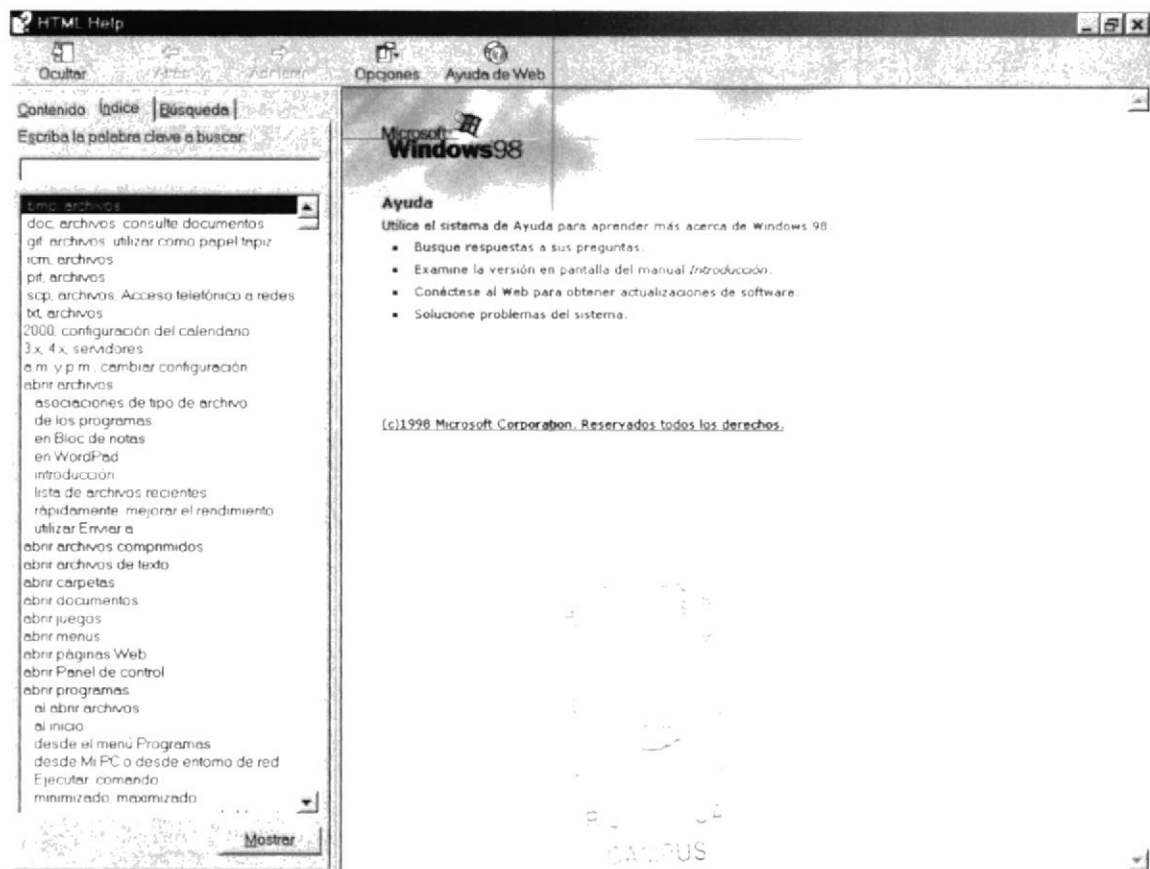 HTML Help
Ocultar Atrás Adelante Opciones Ayuda de Web
Contenido Índice Búsqueda
Escriba la palabra clave a buscar:
bmp, archivos
doc, archivos. consulte documentos
gif, archivos, utilizar como papel tapiz
icm, archivos
pif, archivos
scp, archivos, Acceso telefónico a redes
txt, archivos
2000, configuración del calendario
3.x, 4.x, servidores
a.m. y p.m., cambiar configuración
abrir archivos
asociaciones de tipo de archivo
de los programas
en Bloc de notas
en WordPad
introducción
lista de archivos recientes
rápidamente, mejorar el rendimiento
utilizar Enviar a
abrir archivos comprimidos
abrir archivos de texto
abrir carpetas
abrir documentos
abrir juegos
abrir menus
abrir páginas Web
abrir Panel de control
abrir programas
al abrir archivos
al inicio
desde el menú Programas
desde Mi PC o desde entorno de red
Ejecutar, comando
minimizado, maximizado
Mostrar
Microsoft
Windows98
Ayuda
Utilice el sistema de Ayuda para aprender más acerca de Windows 98.
▪ Busque respuestas a sus preguntas.
▪ Examine la versión en pantalla del manual Introducción.
▪ Conéctese al Web para obtener actualizaciones de software.
▪ Solucione problemas del sistema.
(c)1998 Microsoft Corporation. Reservados todos los derechos.
CAMPUS